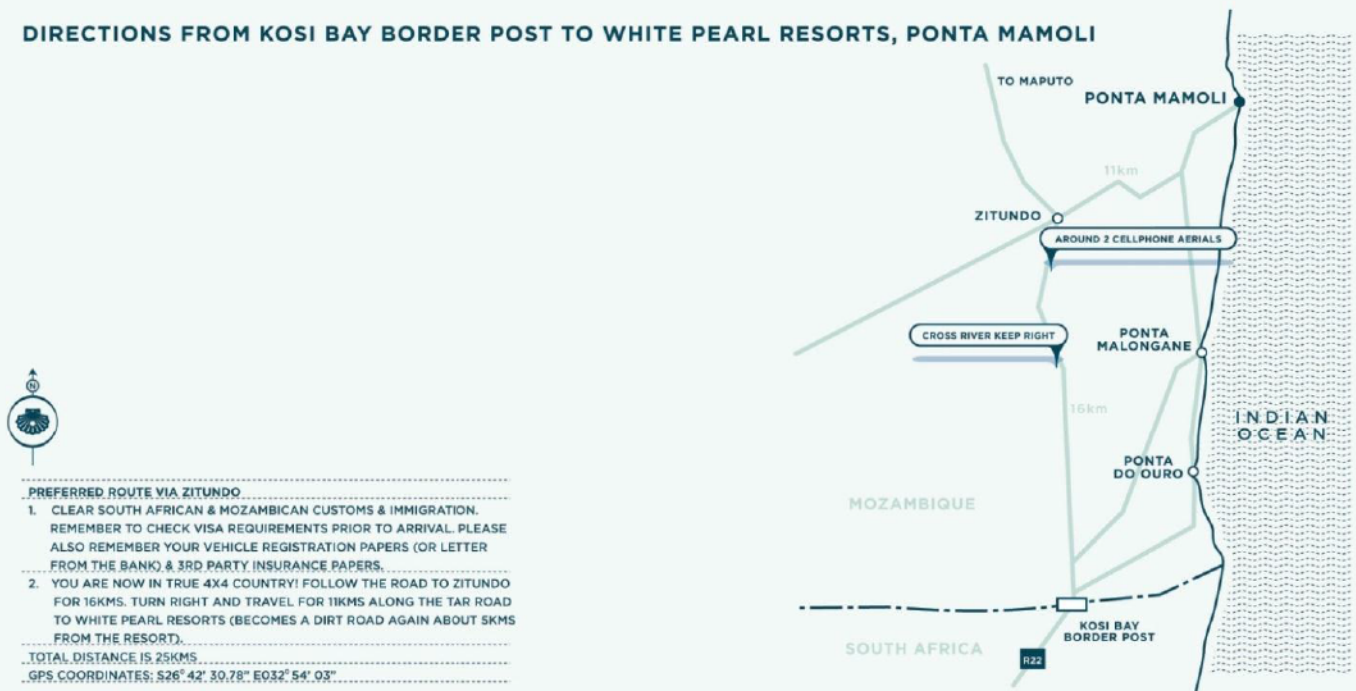 DIRECTIONS FROM KOSI BAY BORDER POST TO WHITE PEARL RESORTS, PONTA MAMOLI
TO MAPUTO
PONTA MAMOLI
11km
ZITUNDO
AROUND 2 CELLPHONE AERIALS
CROSS RIVER KEEP RIGHT
PONTA
MALONGANE
N
16km
INDIAN
OCEAN
PONTA
DO OURO
MOZAMBIQUE
KOSI BAY
BORDER POST
SOUTH AFRICA
R22
PREFERRED ROUTE VIA ZITUNDO
1. CLEAR SOUTH AFRICAN & MOZAMBICAN CUSTOMS & IMMIGRATION.
REMEMBER TO CHECK VISA REQUIREMENTS PRIOR TO ARRIVAL. PLEASE
ALSO REMEMBER YOUR VEHICLE REGISTRATION PAPERS (OR LETTER
FROM THE BANK) & 3RD PARTY INSURANCE PAPERS.
2. YOU ARE NOW IN TRUE 4X4 COUNTRY! FOLLOW THE ROAD TO ZITUNDO
FOR 16KMS. TURN RIGHT AND TRAVEL FOR 11KMS ALONG THE TAR ROAD
TO WHITE PEARL RESORTS (BECOMES A DIRT ROAD AGAIN ABOUT 5KMS
FROM THE RESORT).
TOTAL DISTANCE IS 25KMS
GPS COORDINATES: S26° 42' 30.78" E032° 54' 03"